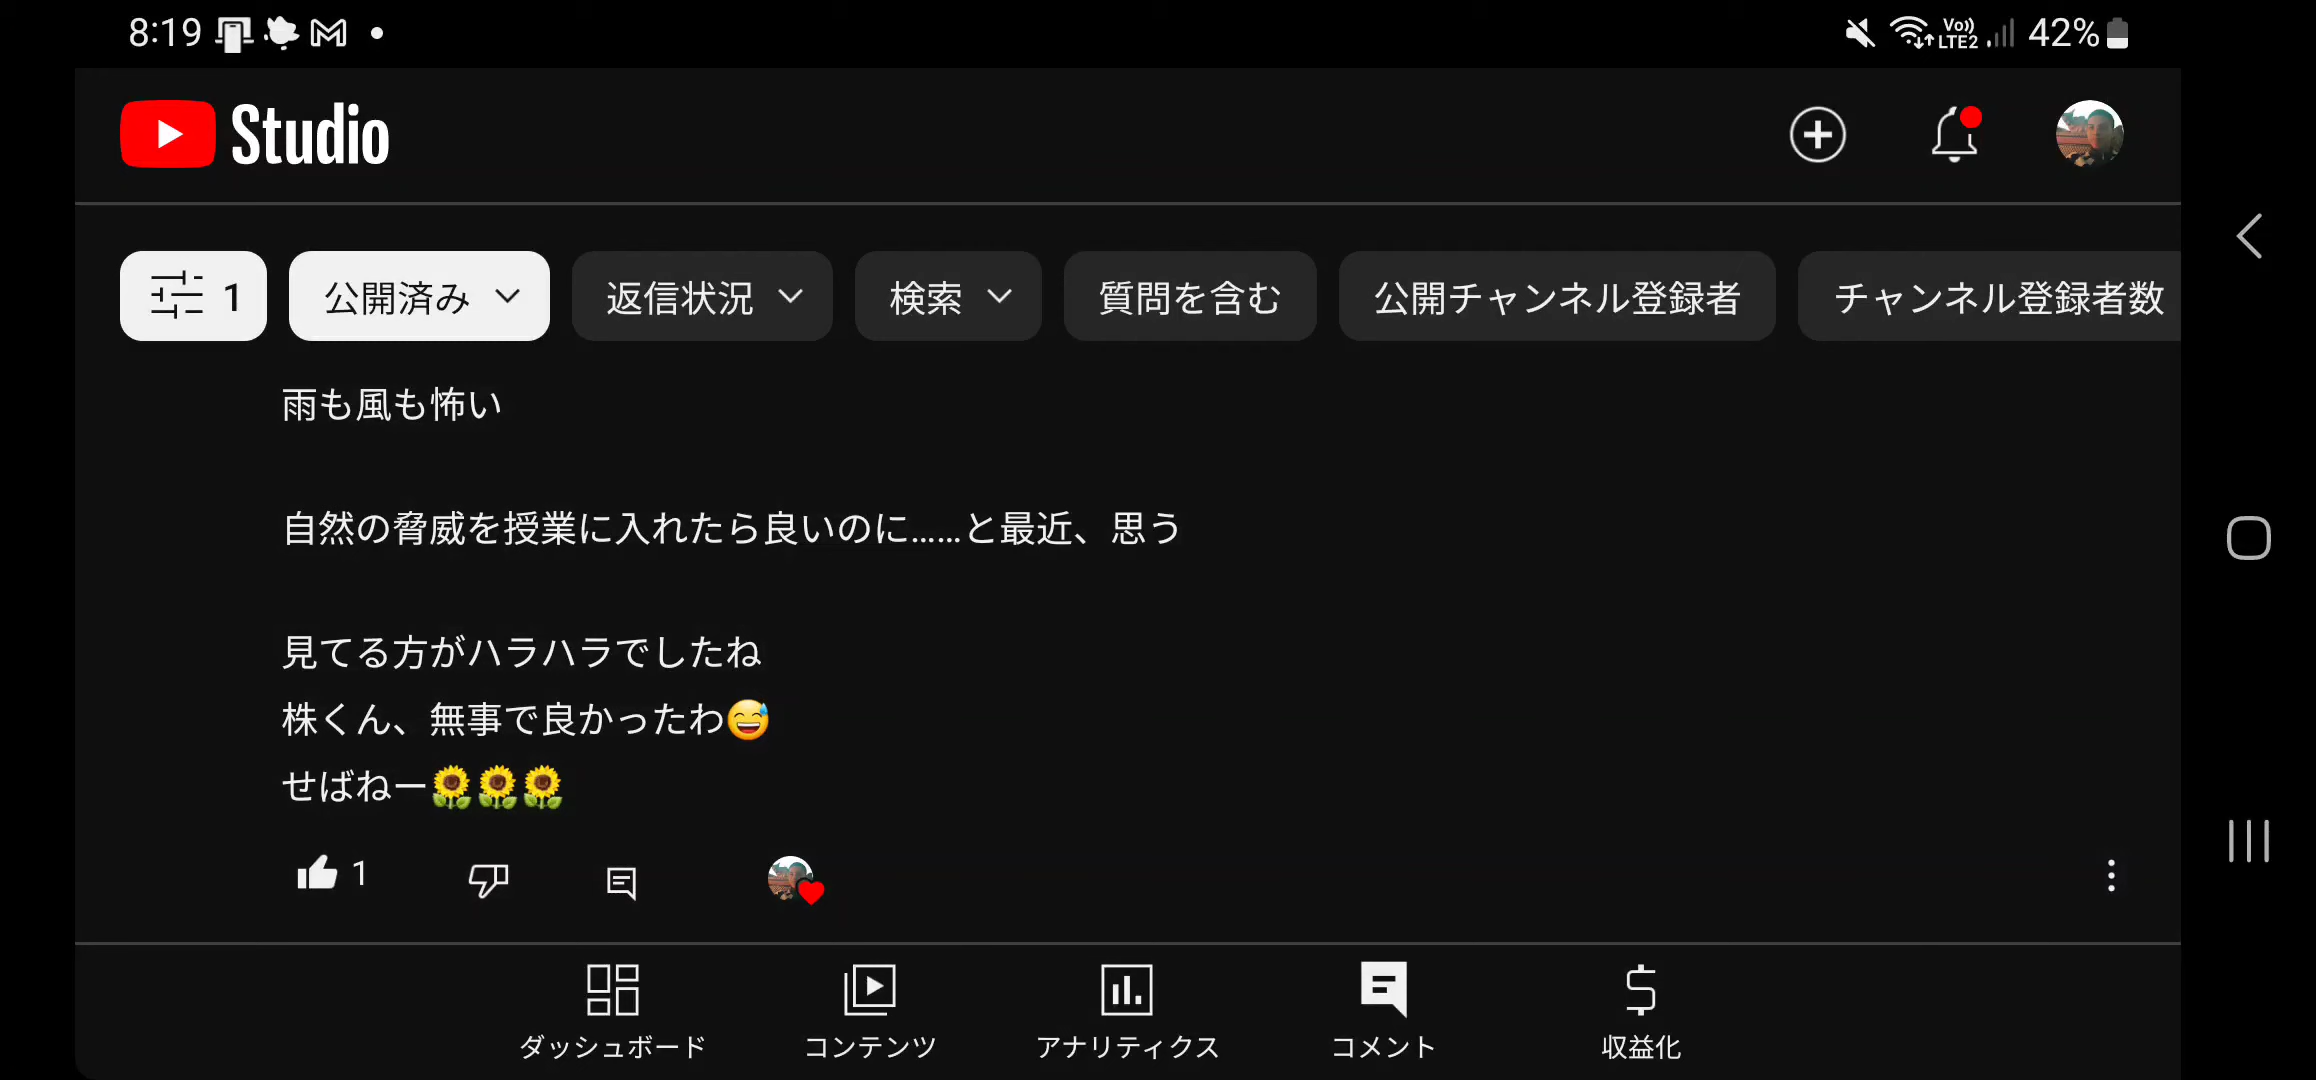 8:19
Vo)) LTE2 42%
Studio
1 公開済み 返信状況 検索 質問を含む 公開チャンネル登録者 チャンネル登録者数
雨も風も怖い
自然の脅威を授業に入れたら良いのに……と最近、思う
見てる方がハラハラでしたね
株くん、無事で良かったわ😅
せばねー🌻🌻🌻
1
ダッシュボード コンテンツ アナリティクス コメント 収益化